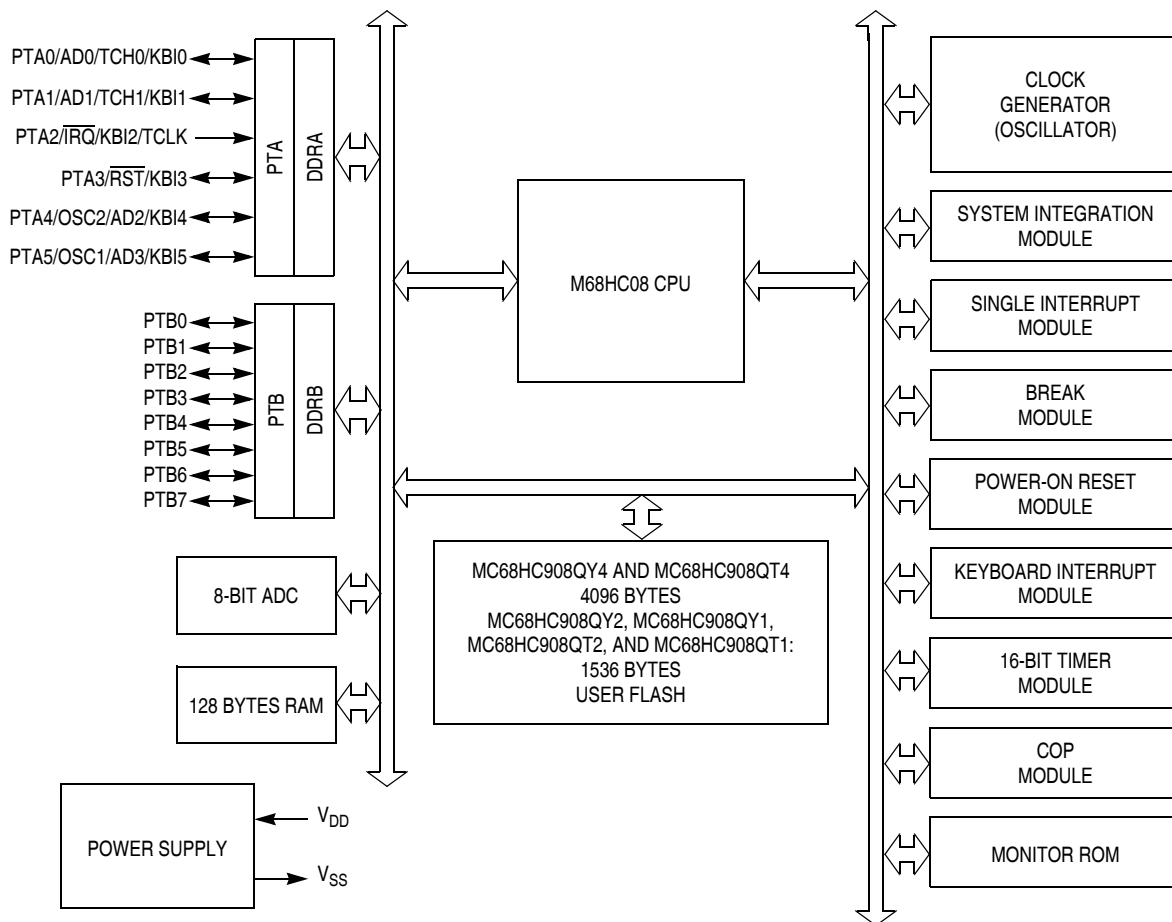 PTA0/AD0/TCH0/KBI0
PTA1/AD1/TCH1/KBI1
PTA2/I̅R̅Q̅/KBI2/TCLK
PTA3/R̅S̅T̅/KBI3
PTA4/OSC2/AD2/KBI4
PTA5/OSC1/AD3/KBI5
PTA
DDRA
PTB0
PTB1
PTB2
PTB3
PTB4
PTB5
PTB6
PTB7
PTB
DDRB
8-BIT ADC
128 BYTES RAM
POWER SUPPLY
VDD
VSS
M68HC08 CPU
MC68HC908QY4 AND MC68HC908QT4
4096 BYTES
MC68HC908QY2, MC68HC908QY1,
MC68HC908QT2, AND MC68HC908QT1:
1536 BYTES
USER FLASH
CLOCK
GENERATOR
(OSCILLATOR)
SYSTEM INTEGRATION
MODULE
SINGLE INTERRUPT
MODULE
BREAK
MODULE
POWER-ON RESET
MODULE
KEYBOARD INTERRUPT
MODULE
16-BIT TIMER
MODULE
COP
MODULE
MONITOR ROM